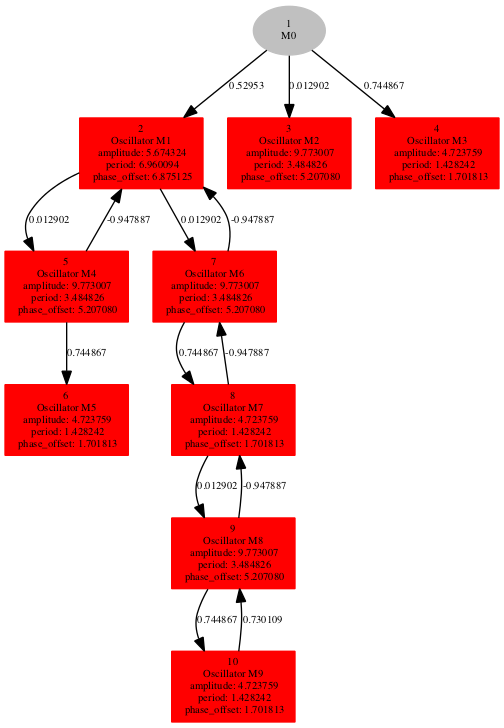 1
M0
0.52953
0.012902
0.744867
2
Oscillator M1
amplitude: 5.674324
period: 6.960094
phase_offset: 6.875125
3
Oscillator M2
amplitude: 9.773007
period: 3.484826
phase_offset: 5.207080
4
Oscillator M3
amplitude: 4.723759
period: 1.428242
phase_offset: 1.701813
0.012902
-0.947887
0.012902
-0.947887
5
Oscillator M4
amplitude: 9.773007
period: 3.484826
phase_offset: 5.207080
7
Oscillator M6
amplitude: 9.773007
period: 3.484826
phase_offset: 5.207080
0.744867
0.744867
-0.947887
6
Oscillator M5
amplitude: 4.723759
period: 1.428242
phase_offset: 1.701813
8
Oscillator M7
amplitude: 4.723759
period: 1.428242
phase_offset: 1.701813
0.012902
-0.947887
9
Oscillator M8
amplitude: 9.773007
period: 3.484826
phase_offset: 5.207080
0.744867
0.730109
10
Oscillator M9
amplitude: 4.723759
period: 1.428242
phase_offset: 1.701813